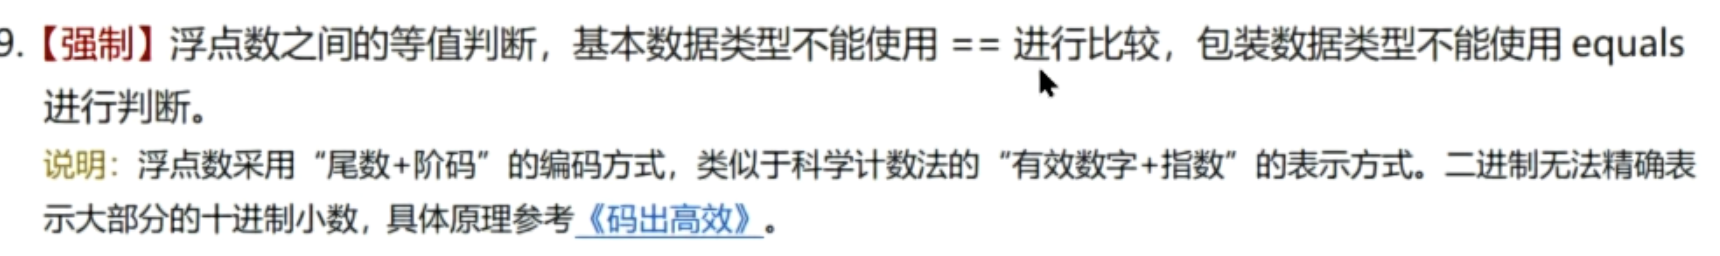 9.【强制】浮点数之间的等值判断，基本数据类型不能使用 == 进行比较，包装数据类型不能使用 equals
进行判断。
说明：浮点数采用“尾数+阶码”的编码方式，类似于科学计数法的“有效数字+指数”的表示方式。二进制无法精确表
示大部分的十进制小数，具体原理参考《码出高效》。